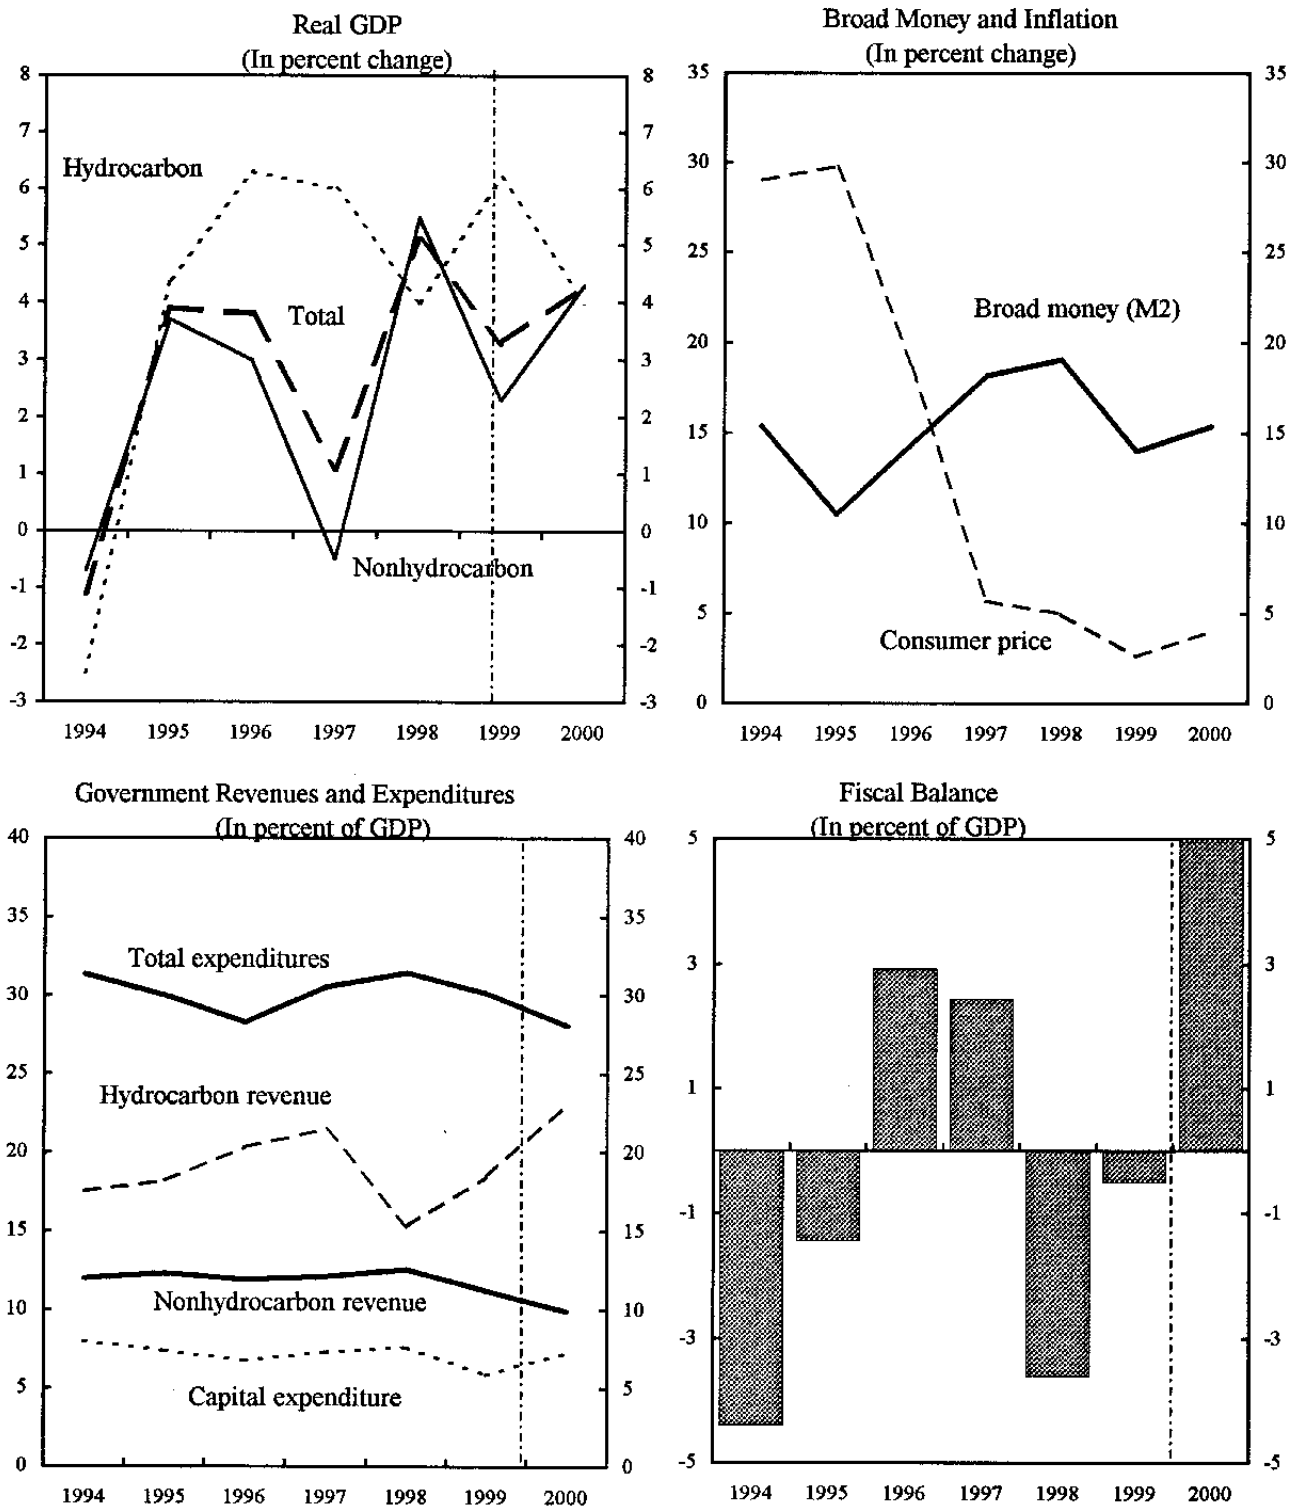 Real GDP
(In percent change)
8 8
7 7
6 6
5 5
4 4
3 3
2 2
1 1
0 0
-1 -1
-2 -2
-3 -3
Hydrocarbon
Total
Nonhydrocarbon
1994 1995 1996 1997 1998 1999 2000
Broad Money and Inflation
(In percent change)
35 35
30 30
25 25
20 20
15 15
10 10
5 5
0 0
Broad money (M2)
Consumer price
1994 1995 1996 1997 1998 1999 2000
Government Revenues and Expenditures
(In percent of GDP)
40 40
35 35
30 30
25 25
20 20
15 15
10 10
5 5
0 0
Total expenditures
Hydrocarbon revenue
Nonhydrocarbon revenue
Capital expenditure
1994 1995 1996 1997 1998 1999 2000
Fiscal Balance
(In percent of GDP)
5 5
3 3
1 1
-1 -1
-3 -3
-5 -5
1994 1995 1996 1997 1998 1999 2000